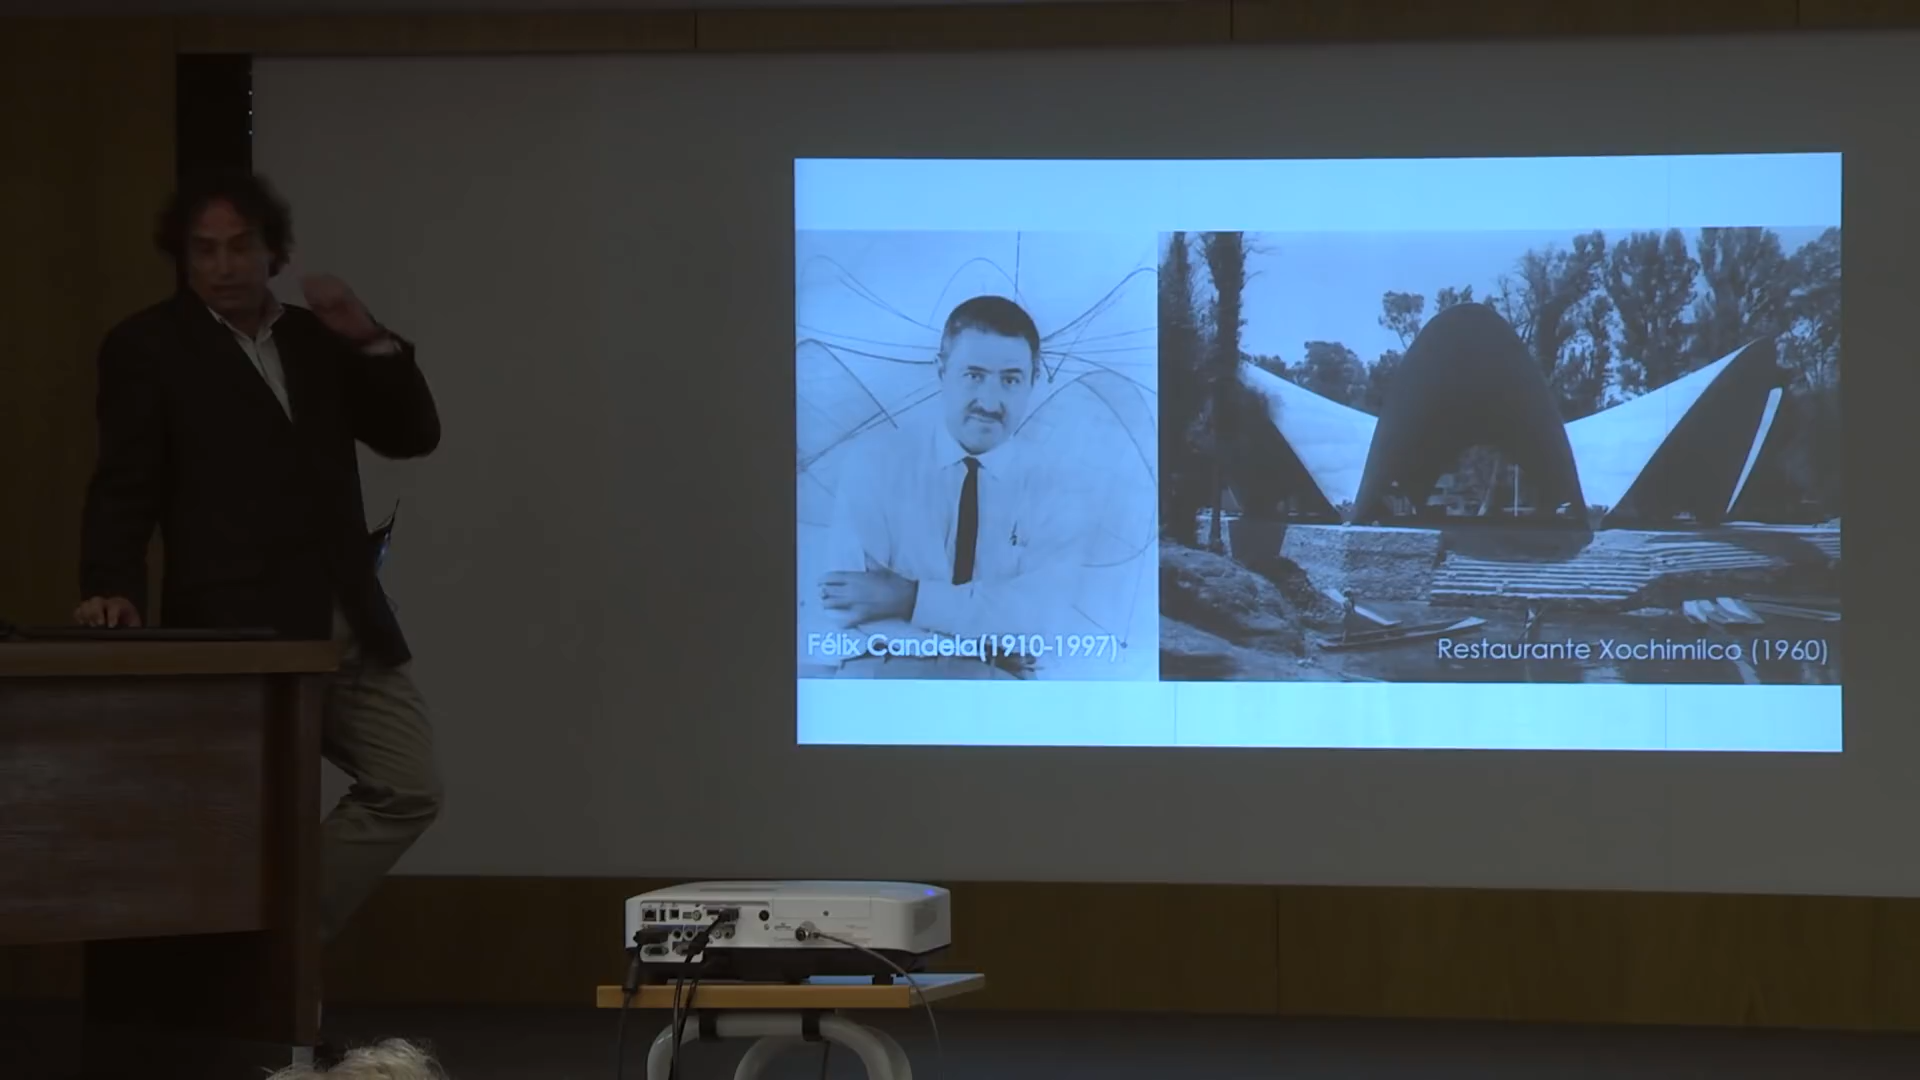 Félix Candela(1910-1997)
Restaurante Xochimilco (1960)